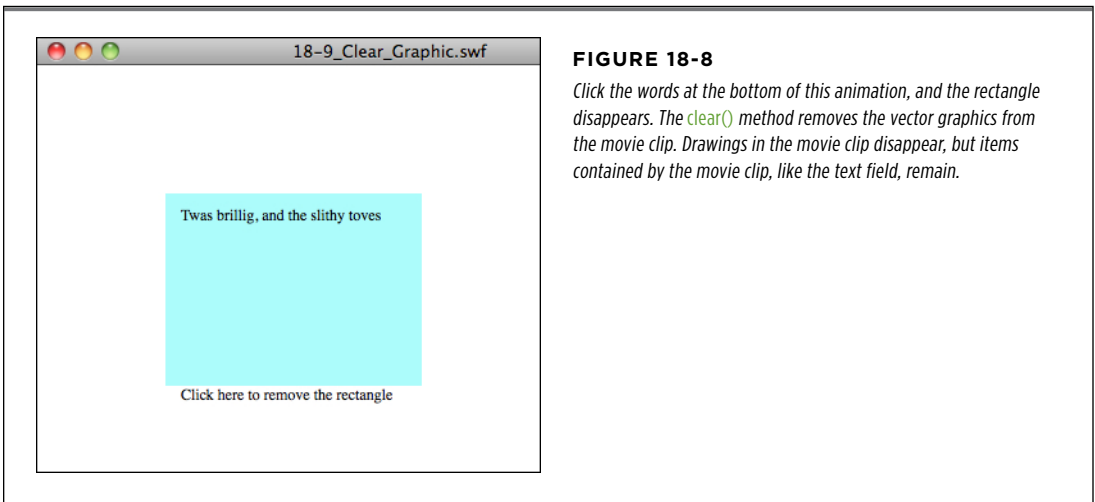 18-9_Clear_Graphic.swf
Twas brillig, and the slithy toves
Click here to remove the rectangle
FIGURE 18-8
Click the words at the bottom of this animation, and the rectangle
disappears. The clear() method removes the vector graphics from
the movie clip. Drawings in the movie clip disappear, but items
contained by the movie clip, like the text field, remain.